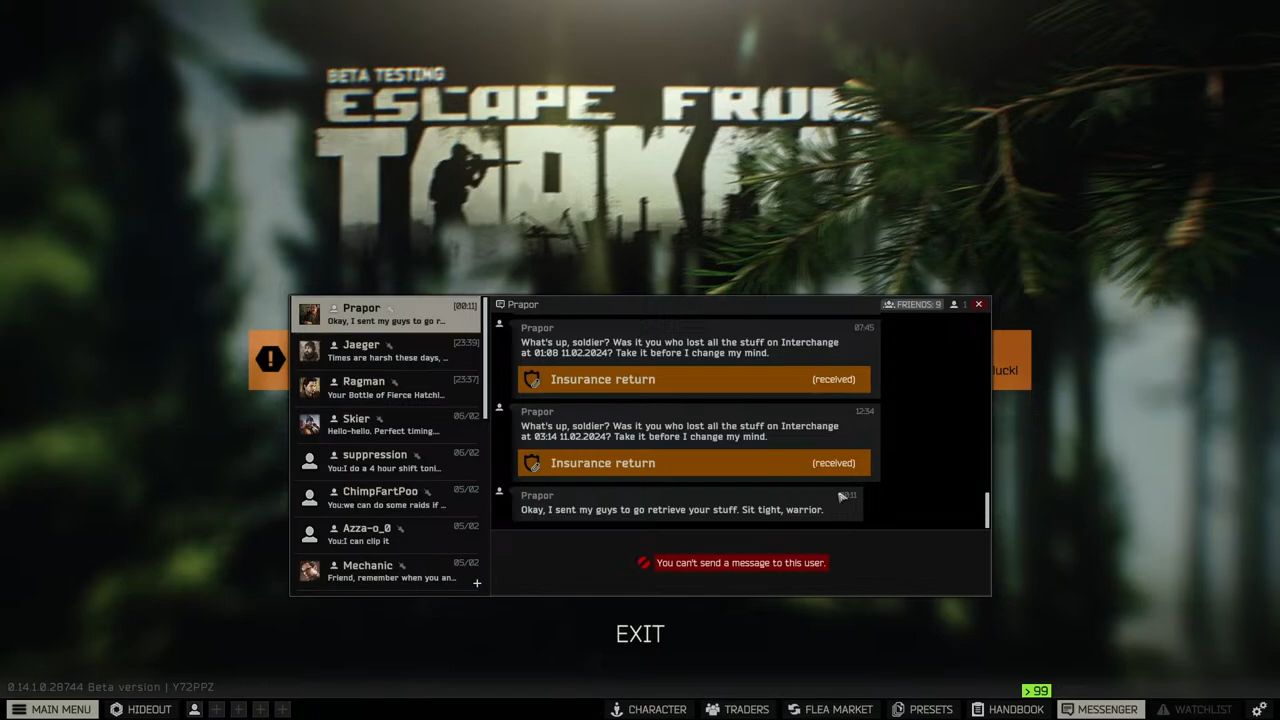 BETA TESTING
ESCAPE FROM
Prapor
[00:11]
Okay, I sent my guys to go r...
Jaeger
[23:39]
Times are harsh these days, ...
Ragman
[23:37]
Your Bottle of Fierce Hatchl...
Skier
06/02
Hello-hello. Perfect timing....
suppression
06/02
You:I do a 4 hour shift toni...
ChimpFartPoo
05/02
You:we can do some raids if ...
Azza-o_0
05/02
You:I can clip it
Mechanic
05/02
Friend, remember when you an...
+
Prapor
FRIENDS: 9
1
Prapor
07:45
What's up, soldier? Was it you who lost all the stuff on Interchange
at 01:08 11.02.2024? Take it before I change my mind.
Insurance return
(received)
Prapor
12:34
What's up, soldier? Was it you who lost all the stuff on Interchange
at 03:14 11.02.2024? Take it before I change my mind.
Insurance return
(received)
Prapor
Okay, I sent my guys to go retrieve your stuff. Sit tight, warrior.
You can't send a message to this user.
luck!
EXIT
0.14.1.0.28744 Beta version | Y72PPZ
> 99
MAIN MENU
HIDEOUT
CHARACTER
TRADERS
FLEA MARKET
PRESETS
HANDBOOK
MESSENGER
WATCHLIST